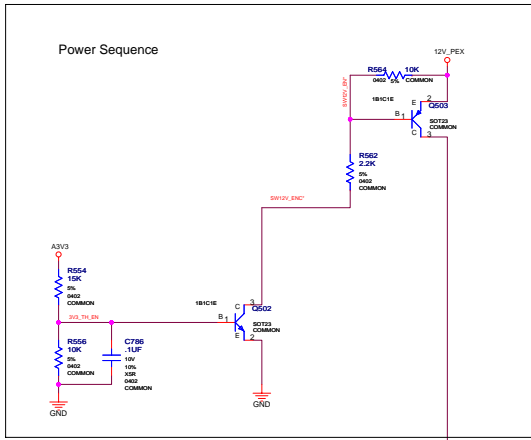 Power Sequence
12V_PEX
R564 10K
0402 5% COMMON
SW12V_EN*
1B1C1E
E 2
Q503
B 1
SOT23
COMMON
C 3
R562
2.2K
5%
0402
COMMON
SW12V_ENC*
A3V3
R554
15K
5%
0402
COMMON
1B1C1E
C 3
Q502
3V3_TH_EN
B 1
SOT23
COMMON
E 2
R556
10K
5%
0402
COMMON
C786
.1UF
10V
10%
X5R
0402
COMMON
GND
GND